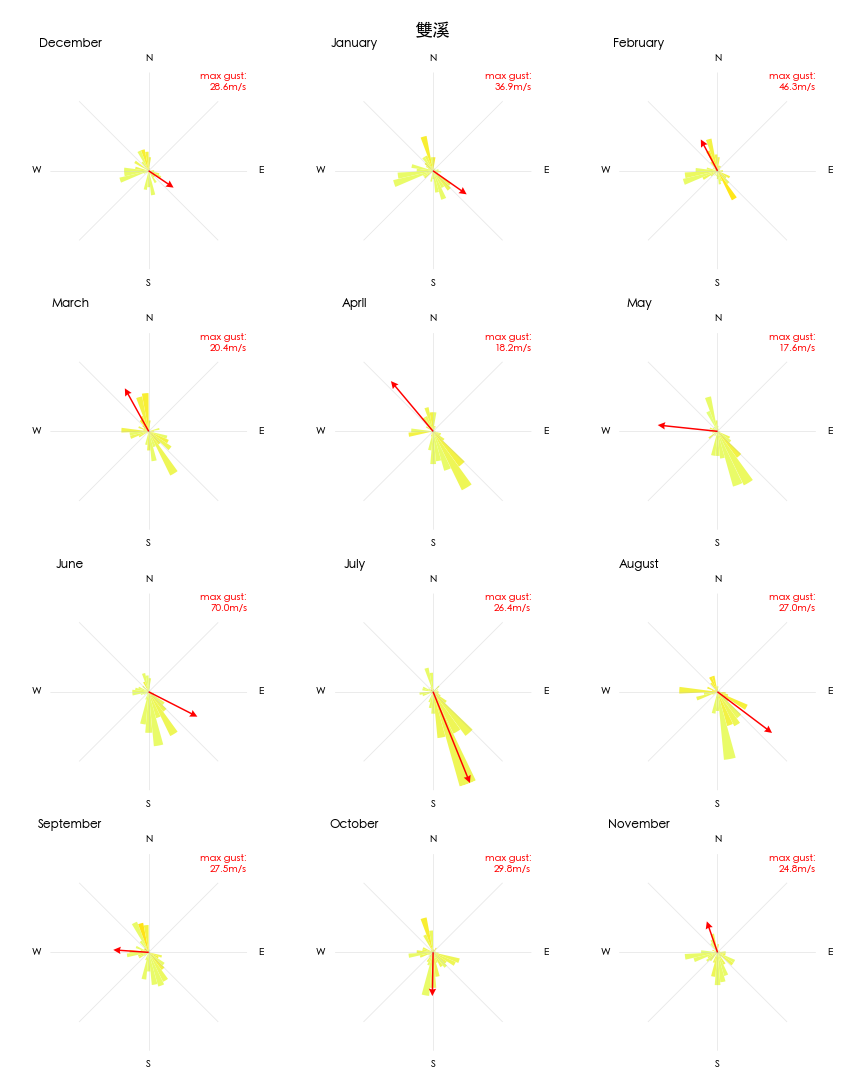 雙溪
December
N
max gust:
28.6m/s
W
E
S
January
N
max gust:
36.9m/s
W
E
S
February
N
max gust:
46.3m/s
W
E
S
March
N
max gust:
20.4m/s
W
E
S
April
N
max gust:
18.2m/s
W
E
S
May
N
max gust:
17.6m/s
W
E
S
June
N
max gust:
70.0m/s
W
E
S
July
N
max gust:
26.4m/s
W
E
S
August
N
max gust:
27.0m/s
W
E
S
September
N
max gust:
27.5m/s
W
E
S
October
N
max gust:
29.8m/s
W
E
S
November
N
max gust:
24.8m/s
W
E
S